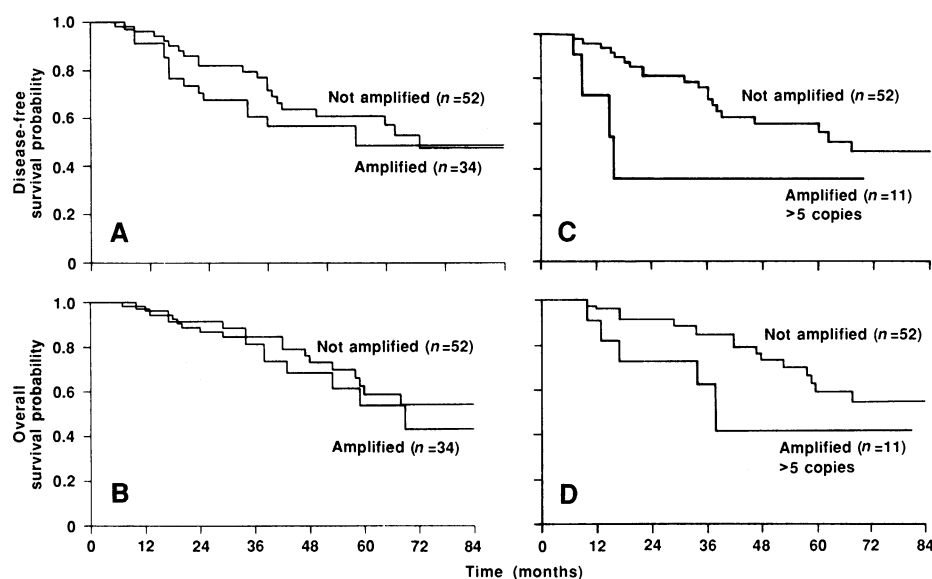 Disease-free
survival probability
1.0
0.8
0.6
0.4
0.2
0
Not amplified (n=52)
Amplified (n=34)
A
Not amplified (n=52)
Amplified (n=11)
>5 copies
C
Overall
survival probability
1.0
0.8
0.6
0.4
0.2
0
Not amplified (n=52)
Amplified (n=34)
B
0 12 24 36 48 60 72 84
Not amplified (n=52)
Amplified (n=11)
>5 copies
D
0 12 24 36 48 60 72 84
Time (months)